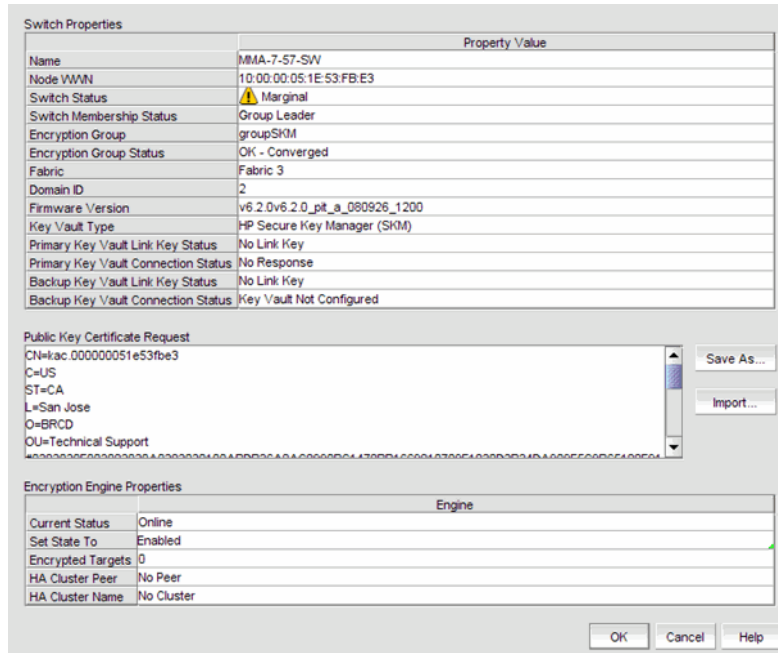 Switch Properties
Property Value
Name MMA-7-57-SW
Node WWN 10:00:00:05:1E:53:FB:E3
Switch Status Marginal
Switch Membership Status Group Leader
Encryption Group groupSKM
Encryption Group Status OK - Converged
Fabric Fabric 3
Domain ID 2
Firmware Version v6.2.0v6.2.0_pit_a_080926_1200
Key Vault Type HP Secure Key Manager (SKM)
Primary Key Vault Link Key Status No Link Key
Primary Key Vault Connection Status No Response
Backup Key Vault Link Key Status No Link Key
Backup Key Vault Connection Status Key Vault Not Configured
Public Key Certificate Request
CN=kac.000000051e53fbe3
C=US
ST=CA
L=San Jose
O=BRCD
OU=Technical Support
Save As...
Import...
Encryption Engine Properties
Engine
Current Status Online
Set State To Enabled
Encrypted Targets 0
HA Cluster Peer No Peer
HA Cluster Name No Cluster
OK Cancel Help